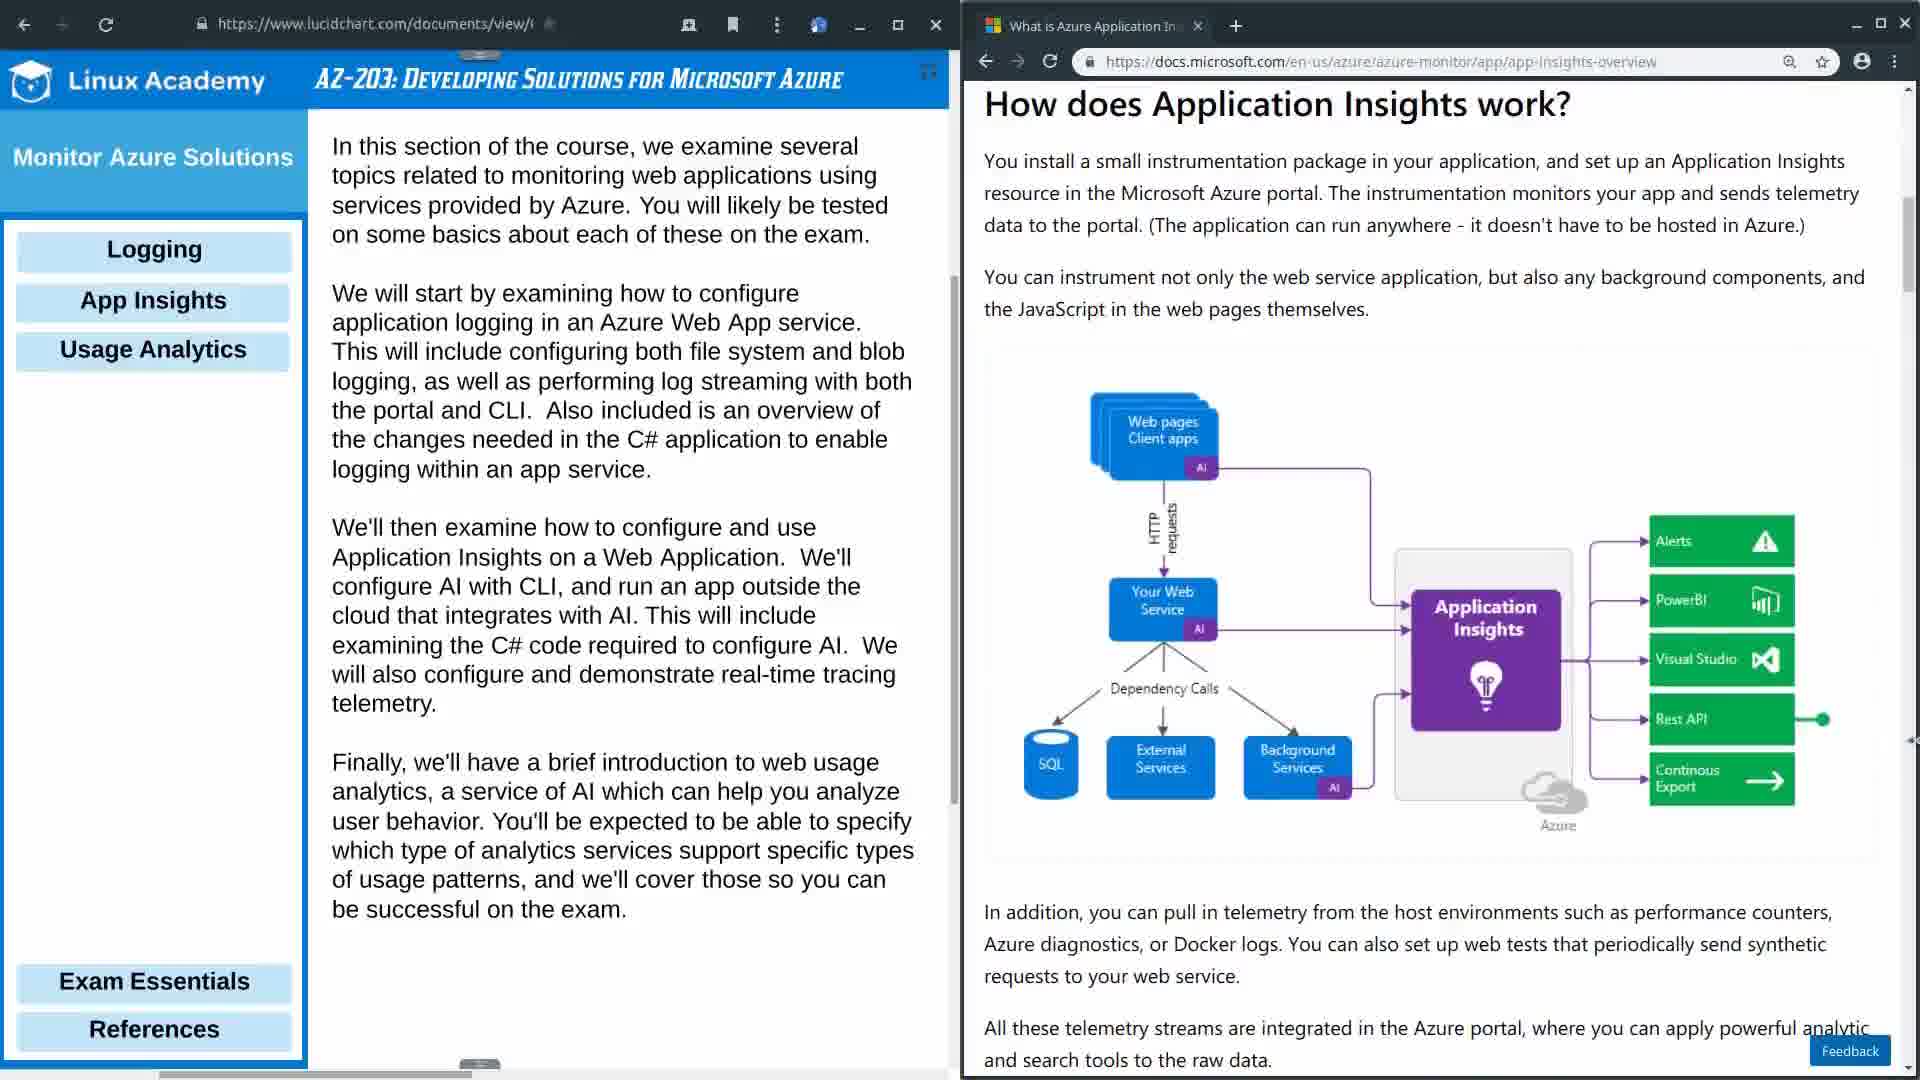 https://www.lucidchart.com/documents/view/
Linux Academy
AZ-203: Developing Solutions for Microsoft Azure
Monitor Azure Solutions
Logging
App Insights
Usage Analytics
Exam Essentials
References
In this section of the course, we examine several
topics related to monitoring web applications using
services provided by Azure. You will likely be tested
on some basics about each of these on the exam.
We will start by examining how to configure
application logging in an Azure Web App service.
This will include configuring both file system and blob
logging, as well as performing log streaming with both
the portal and CLI.  Also included is an overview of
the changes needed in the C# application to enable
logging within an app service.
We'll then examine how to configure and use
Application Insights on a Web Application.  We'll
configure AI with CLI, and run an app outside the
cloud that integrates with AI. This will include
examining the C# code required to configure AI.  We
will also configure and demonstrate real-time tracing
telemetry.
Finally, we'll have a brief introduction to web usage
analytics, a service of AI which can help you analyze
user behavior. You'll be expected to be able to specify
which type of analytics services support specific types
of usage patterns, and we'll cover those so you can
be successful on the exam.
What is Azure Application In
https://docs.microsoft.com/en-us/azure/azure-monitor/app/app-insights-overview
How does Application Insights work?
You install a small instrumentation package in your application, and set up an Application Insights
resource in the Microsoft Azure portal. The instrumentation monitors your app and sends telemetry
data to the portal. (The application can run anywhere - it doesn't have to be hosted in Azure.)
You can instrument not only the web service application, but also any background components, and
the JavaScript in the web pages themselves.
Web pages
Client apps
AI
HTTP
requests
Your Web
Service
AI
Dependency Calls
SQL
External
Services
Background
Services
AI
Application
Insights
Azure
Alerts
PowerBI
Visual Studio
Rest API
Continous
Export
In addition, you can pull in telemetry from the host environments such as performance counters,
Azure diagnostics, or Docker logs. You can also set up web tests that periodically send synthetic
requests to your web service.
All these telemetry streams are integrated in the Azure portal, where you can apply powerful analytic
and search tools to the raw data.
Feedback